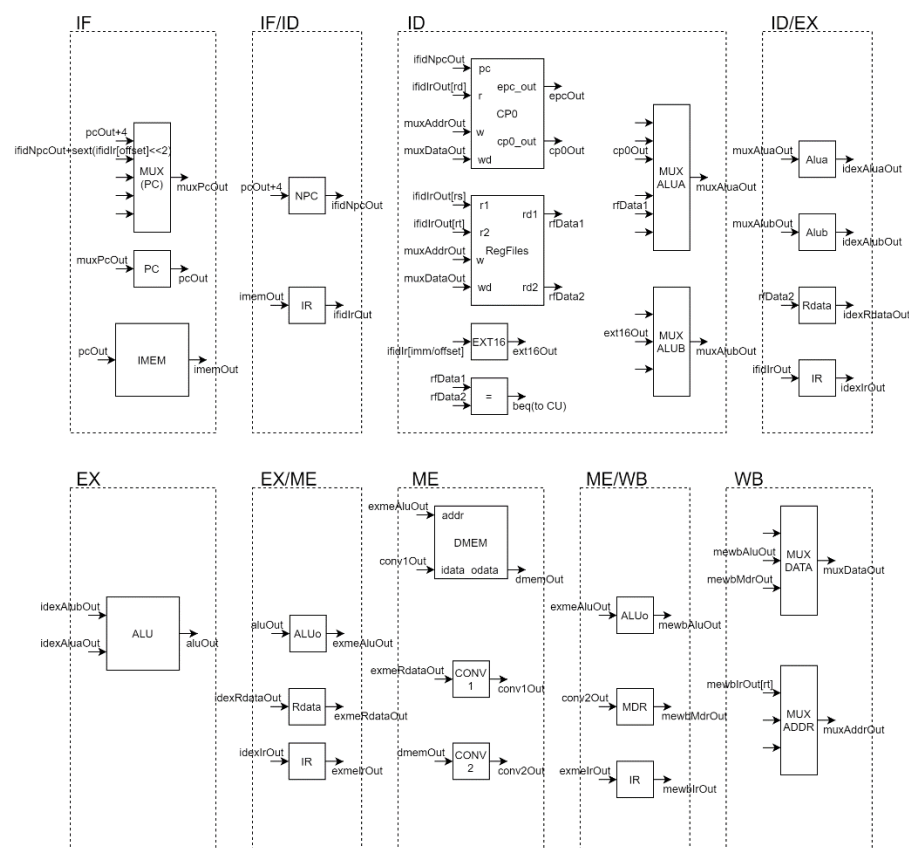 IF
pcOut+4
ifidNpcOut+sext(ifidIr[offset]<<2)
MUX
(PC)
muxPcOut
muxPcOut
PC
pcOut
pcOut
IMEM
imemOut
IF/ID
pcOut+4
NPC
ifidNpcOut
imemOut
IR
ifidIrOut
ID
ifidNpcOut
pc
ifidIrOut[rd]
r
epc_out
epcOut
CP0
muxAddrOut
w
cp0_out
cp0Out
muxDataOut
wd
ifidIrOut[rs]
r1
rd1
rfData1
ifidIrOut[rt]
r2
RegFiles
muxAddrOut
w
muxDataOut
wd
rd2
rfData2
ifidIr[imm/offset]
EXT16
ext16Out
rfData1
rfData2
=
beq(to CU)
cp0Out
MUX
ALUA
muxAluaOut
rfData1
ext16Out
MUX
ALUB
muxAlubOut
ID/EX
muxAluaOut
Alua
idexAluaOut
muxAlubOut
Alub
idexAlubOut
rfData2
Rdata
idexRdataOut
ifidIrOut
IR
idexIrOut
EX
idexAlubOut
ALU
idexAluaOut
aluOut
EX/ME
aluOut
ALUo
exmeAluOut
idexRdataOut
Rdata
exmeRdataOut
idexIrOut
IR
exmeIrOut
ME
exmeAluOut
addr
DMEM
conv1Out
idata odata
dmemOut
exmeRdataOut
CONV
1
conv1Out
dmemOut
CONV
2
conv2Out
ME/WB
exmeAluOut
ALUo
mewbAluOut
conv2Out
MDR
mewbMdrOut
exmeIrOut
IR
mewbIrOut
WB
mewbAluOut
MUX
DATA
muxDataOut
mewbMdrOut
mewbIrOut[rt]
MUX
ADDR
muxAddrOut